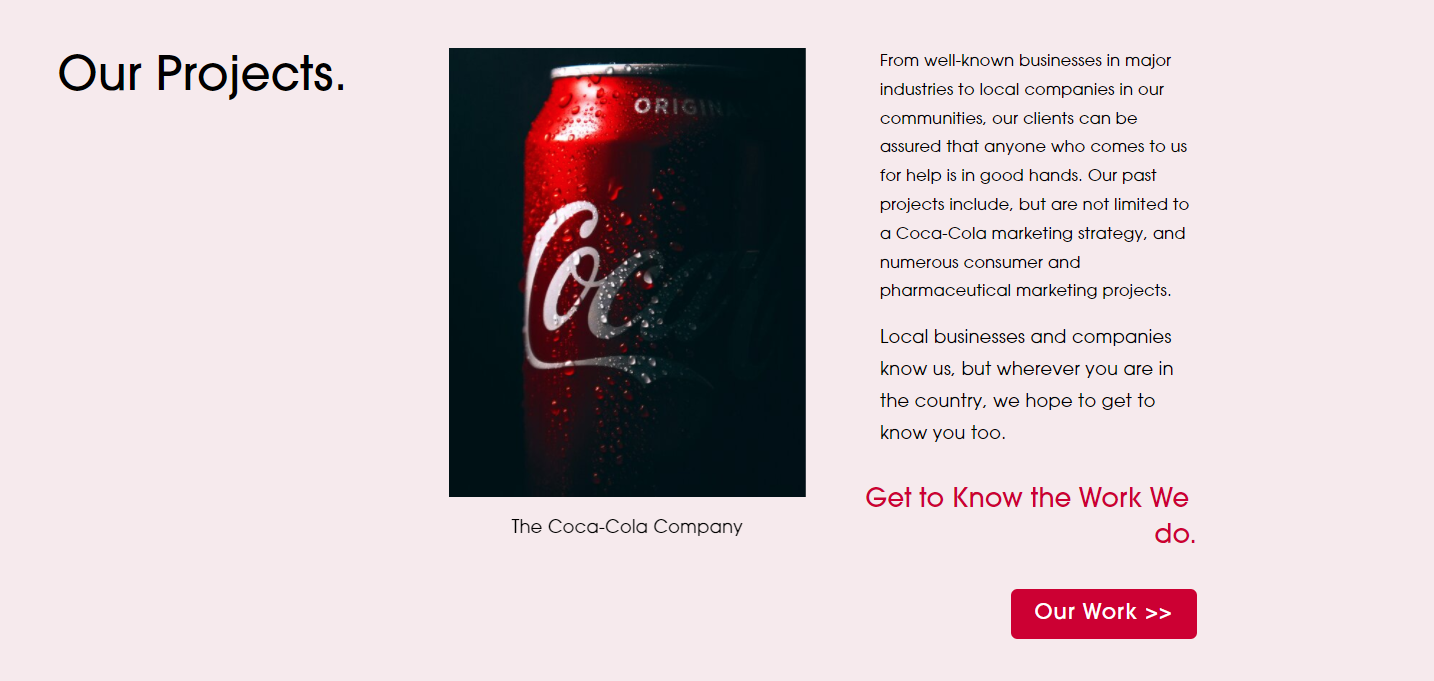 Our Projects.
ORIGIN
Coca
The Coca-Cola Company
From well-known businesses in major
industries to local companies in our
communities, our clients can be
assured that anyone who comes to us
for help is in good hands. Our past
projects include, but are not limited to
a Coca-Cola marketing strategy, and
numerous consumer and
pharmaceutical marketing projects.
Local businesses and companies
know us, but wherever you are in
the country, we hope to get to
know you too.
Get to Know the Work We
do.
Our Work >>